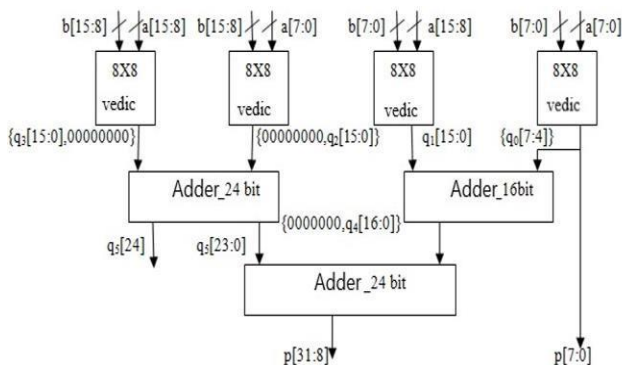 b[15:8] a[15:8] b[15:8] a[7:0] b[7:0] a[15:8] b[7:0] a[7:0]
8X8 8X8 8X8 8X8
vedic vedic vedic vedic
{q3[15:0],00000000} {00000000,q2[15:0]} q1[15:0] {q0[7:4]}
Adder_24 bit Adder_16bit
{0000000,q4[16:0]}
q5[24] q5[23:0]
Adder_24 bit
p[31:8] p[7:0]